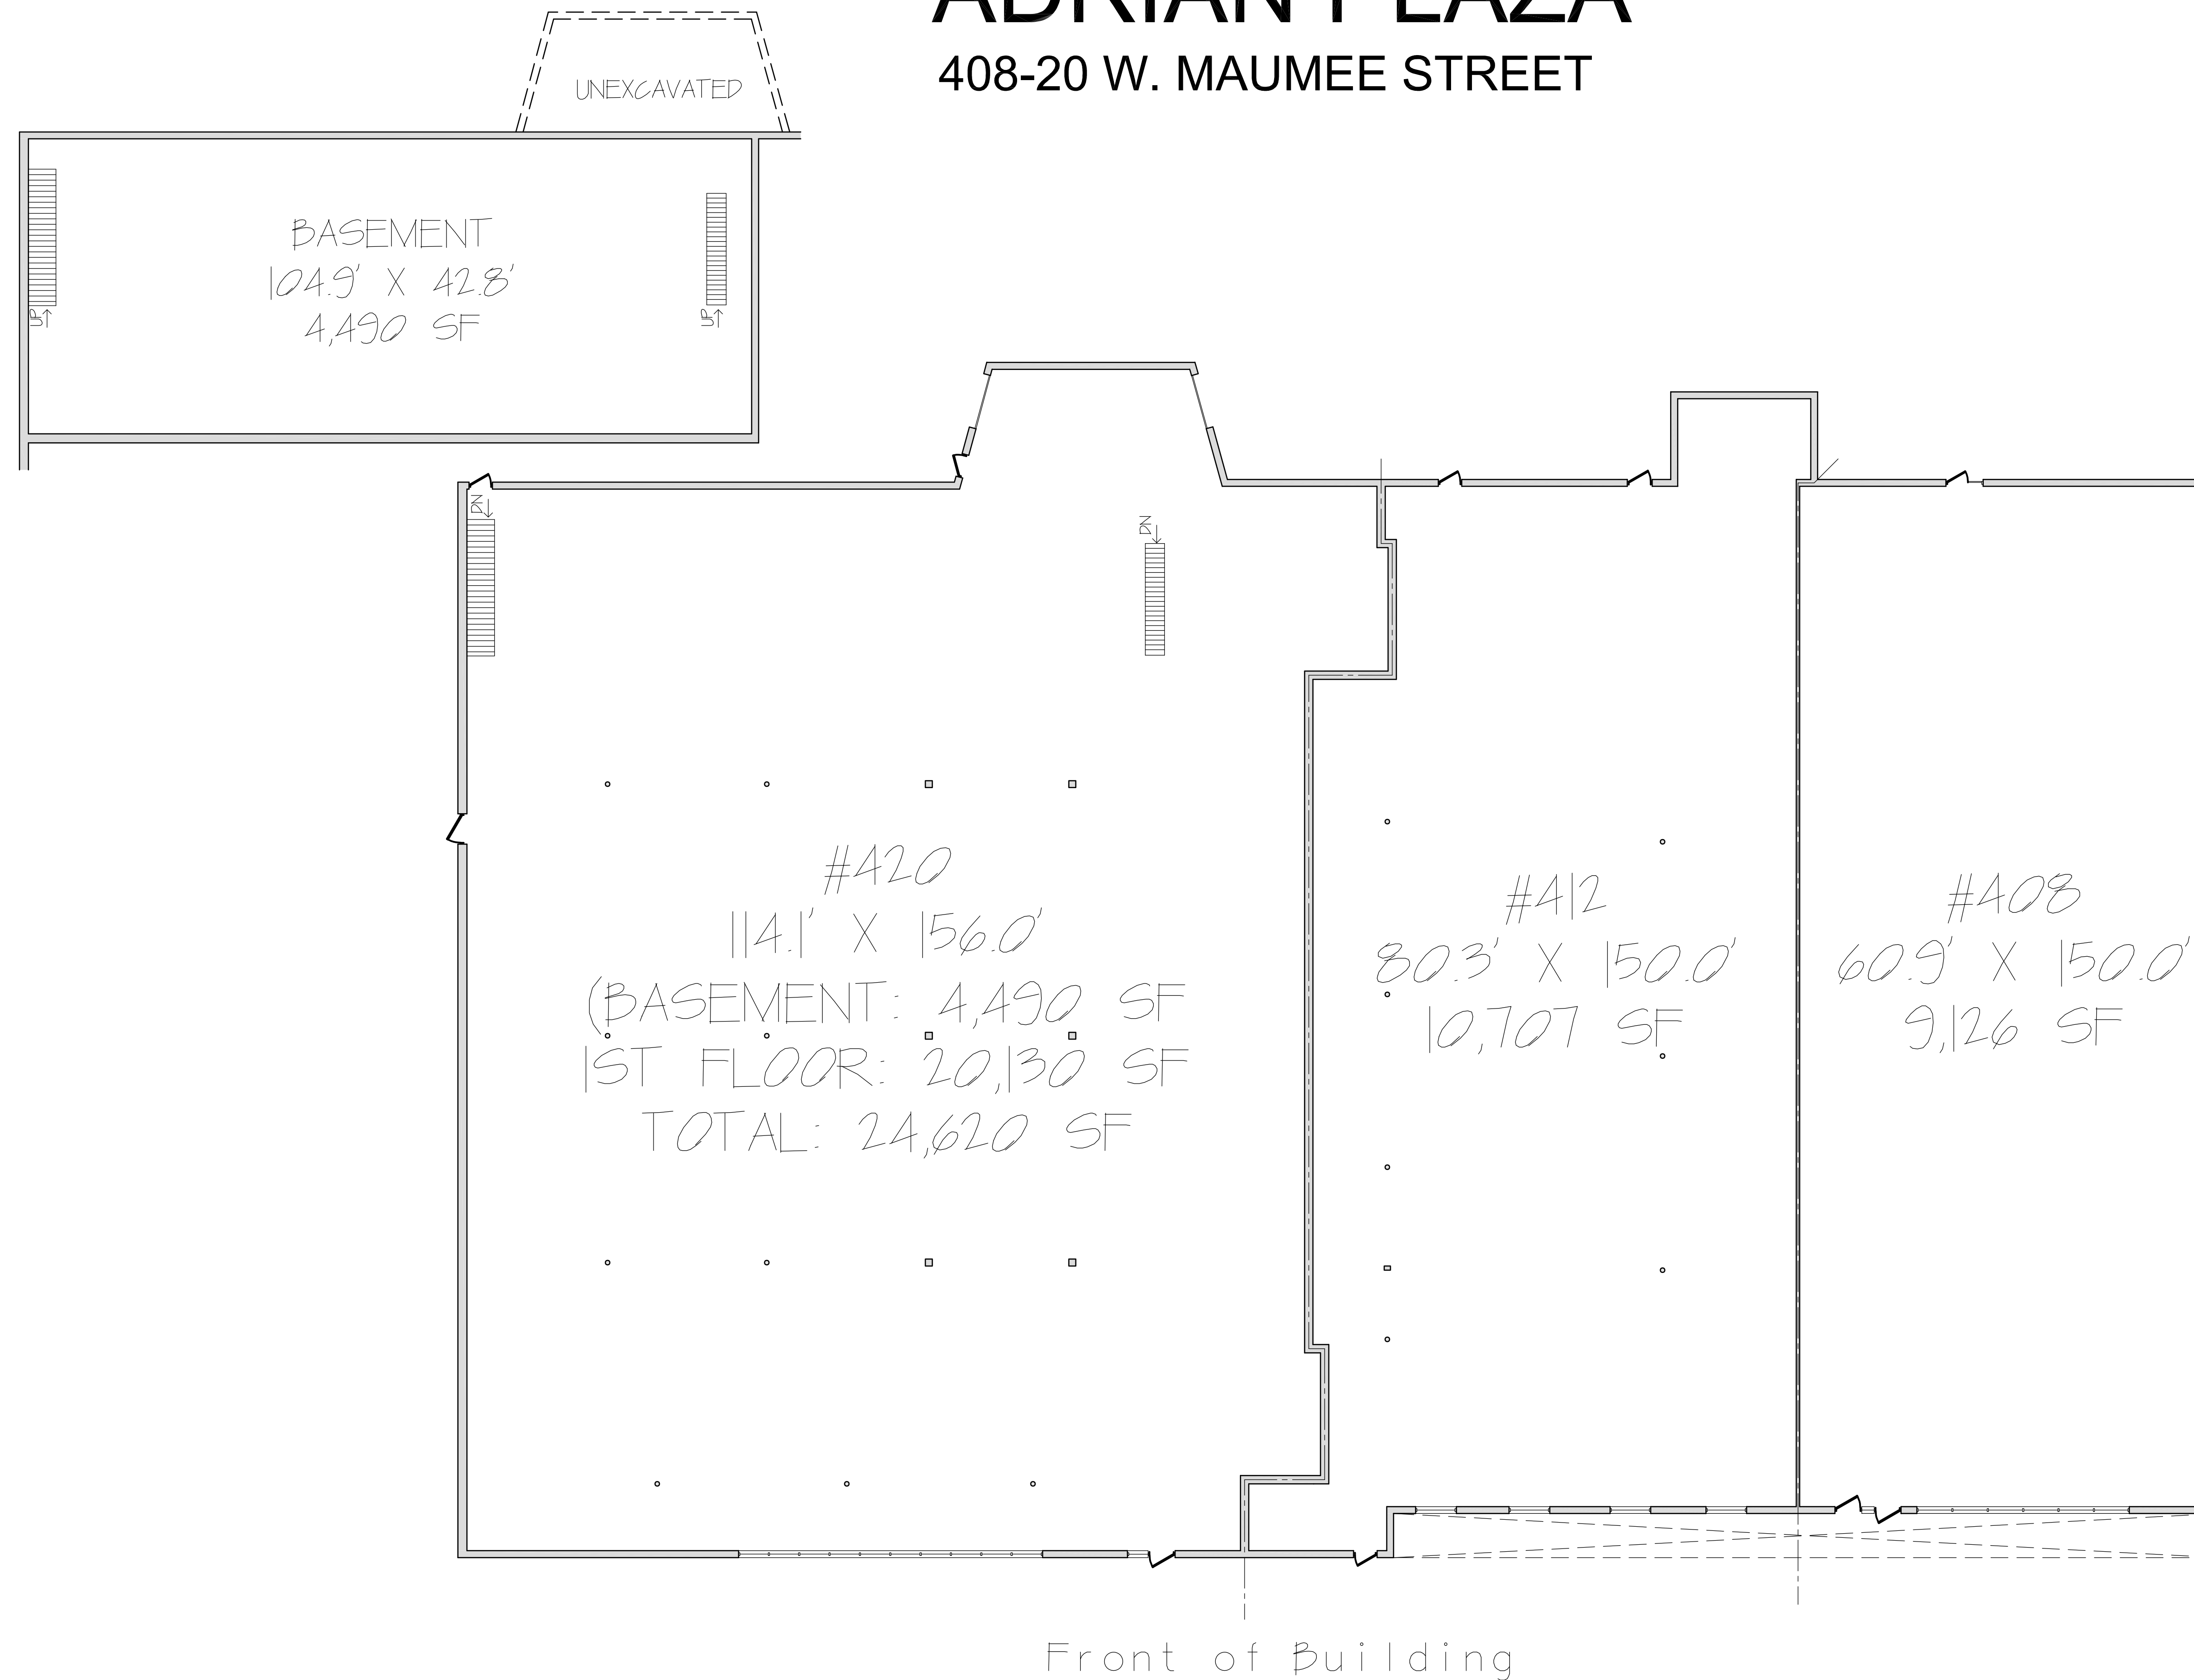 ADRIAN PLAZA
408-20 W. MAUMEE STREET
UNEXCAVATED
BASEMENT
104.9' X 42.8'
4,490 SF
UP
UP
DN
DN
#420
114.1' X 156.0'
(BASEMENT: 4,490 SF
1ST FLOOR: 20,130 SF
TOTAL: 24,620 SF
#412
80.3' X 150.0'
10,707 SF
#408
60.9' X 150.0'
9,126 SF
Front of Building